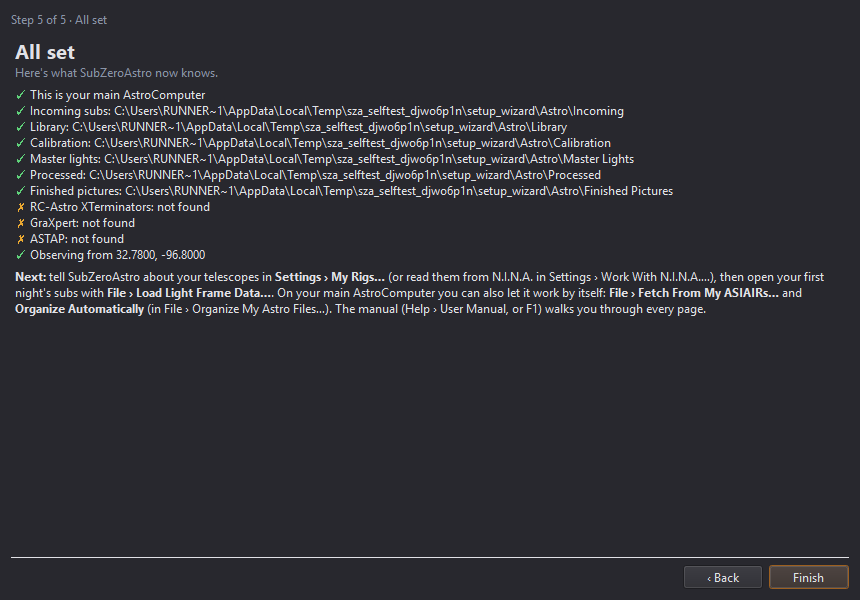 Step 5 of 5 · All set
All set
Here's what SubZeroAstro now knows.
✓ This is your main AstroComputer
✓ Incoming subs: C:\Users\RUNNER~1\AppData\Local\Temp\sza_selftest_djwo6p1n\setup_wizard\Astro\Incoming
✓ Library: C:\Users\RUNNER~1\AppData\Local\Temp\sza_selftest_djwo6p1n\setup_wizard\Astro\Library
✓ Calibration: C:\Users\RUNNER~1\AppData\Local\Temp\sza_selftest_djwo6p1n\setup_wizard\Astro\Calibration
✓ Master lights: C:\Users\RUNNER~1\AppData\Local\Temp\sza_selftest_djwo6p1n\setup_wizard\Astro\Master Lights
✓ Processed: C:\Users\RUNNER~1\AppData\Local\Temp\sza_selftest_djwo6p1n\setup_wizard\Astro\Processed
✓ Finished pictures: C:\Users\RUNNER~1\AppData\Local\Temp\sza_selftest_djwo6p1n\setup_wizard\Astro\Finished Pictures
✗ RC-Astro XTerminators: not found
✗ GraXpert: not found
✗ ASTAP: not found
✓ Observing from 32.7800, -96.8000
Next: tell SubZeroAstro about your telescopes in Settings › My Rigs... (or read them from N.I.N.A. in Settings › Work With N.I.N.A....), then open your first
night's subs with File › Load Light Frame Data.... On your main AstroComputer you can also let it work by itself: File › Fetch From My ASIAIRs... and
Organize Automatically (in File › Organize My Astro Files...). The manual (Help › User Manual, or F1) walks you through every page.
‹ Back
Finish